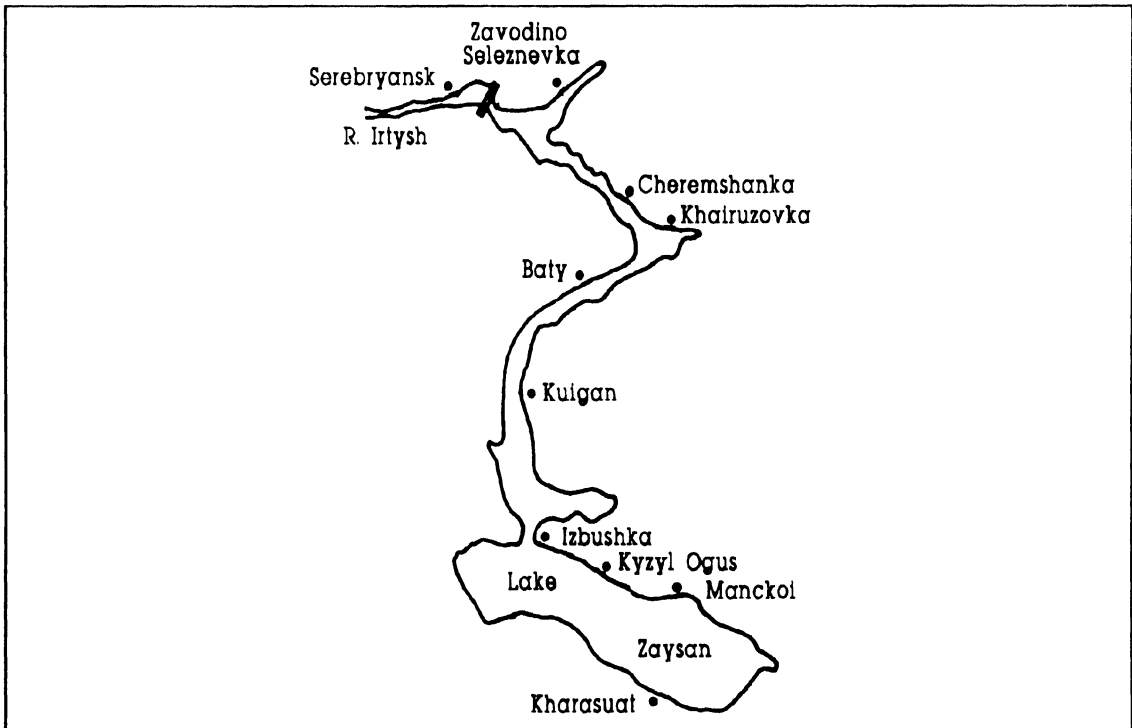 Zavodino
Seleznevka
Serebryansk
R. Irtysh
Cheremshanka
Khairuzovka
Baty
Kuigan
Izbushka
Kyzyl Ogus
Lake
Manckoi
Zaysan
Kharasuat